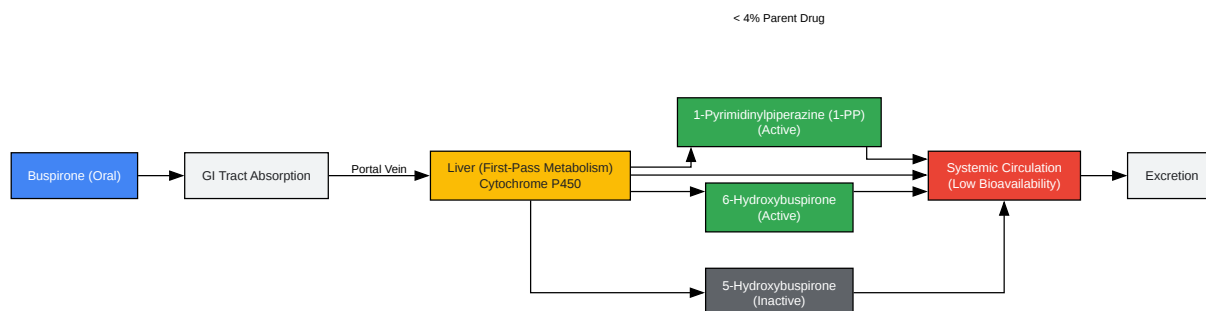 < 4% Parent Drug
Buspirone (Oral)
GI Tract Absorption
Portal Vein
Liver (First-Pass Metabolism)
Cytochrome P450
1-Pyrimidinylpiperazine (1-PP)
(Active)
6-Hydroxybuspirone
(Active)
5-Hydroxybuspirone
(Inactive)
Systemic Circulation
(Low Bioavailability)
Excretion